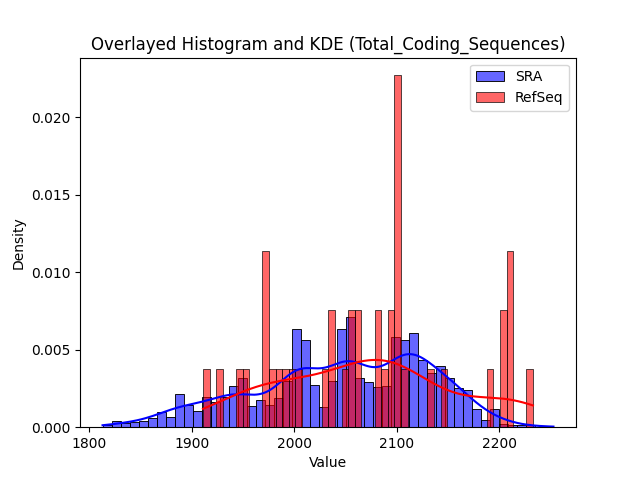 Overlayed Histogram and KDE (Total_Coding_Sequences)
SRA
RefSeq
0.020
0.015
0.010
0.005
0.000
Density
1800 1900 2000 2100 2200
Value